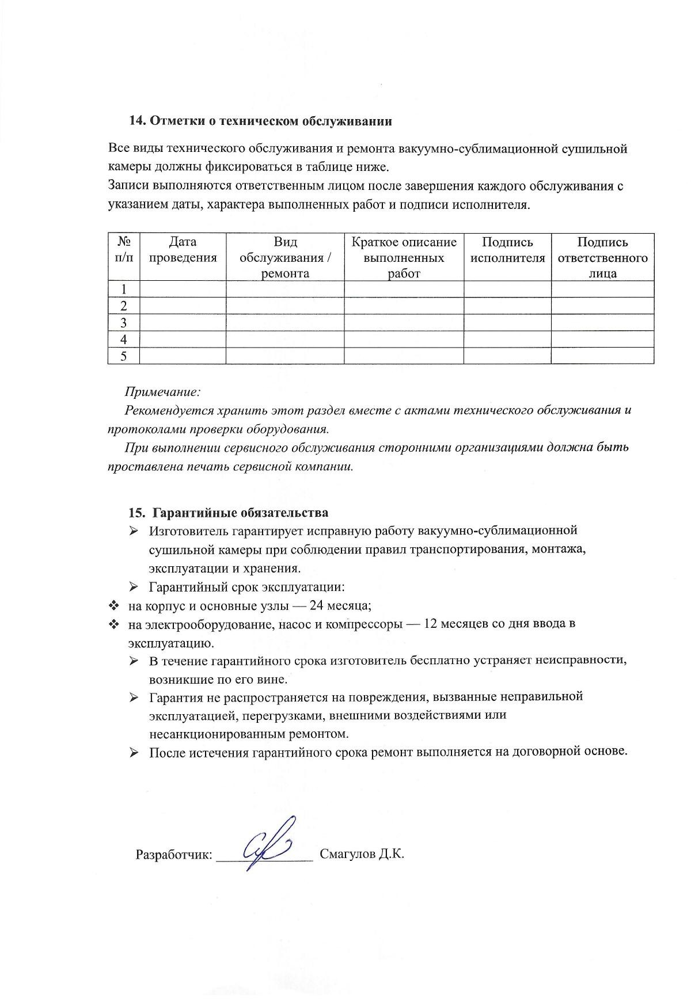 14. Отметки о техническом обслуживании
Все виды технического обслуживания и ремонта вакуумно-сублимационной сушильной
камеры должны фиксироваться в таблице ниже.
Записи выполняются ответственным лицом после завершения каждого обслуживания с
указанием даты, характера выполненных работ и подписи исполнителя.
№ п/п | Дата проведения | Вид обслуживания / ремонта | Краткое описание выполненных работ | Подпись исполнителя | Подпись ответственного лица
1
2
3
4
5
Примечание:
Рекомендуется хранить этот раздел вместе с актами технического обслуживания и
протоколами проверки оборудования.
При выполнении сервисного обслуживания сторонними организациями должна быть
проставлена печать сервисной компании.
15. Гарантийные обязательства
➢ Изготовитель гарантирует исправную работу вакуумно-сублимационной
сушильной камеры при соблюдении правил транспортирования, монтажа,
эксплуатации и хранения.
➢ Гарантийный срок эксплуатации:
❖ на корпус и основные узлы — 24 месяца;
❖ на электрооборудование, насос и компрессоры — 12 месяцев со дня ввода в
эксплуатацию.
➢ В течение гарантийного срока изготовитель бесплатно устраняет неисправности,
возникшие по его вине.
➢ Гарантия не распространяется на повреждения, вызванные неправильной
эксплуатацией, перегрузками, внешними воздействиями или
несанкционированным ремонтом.
➢ После истечения гарантийного срока ремонт выполняется на договорной основе.
Разработчик: ______________ Смагулов Д.К.